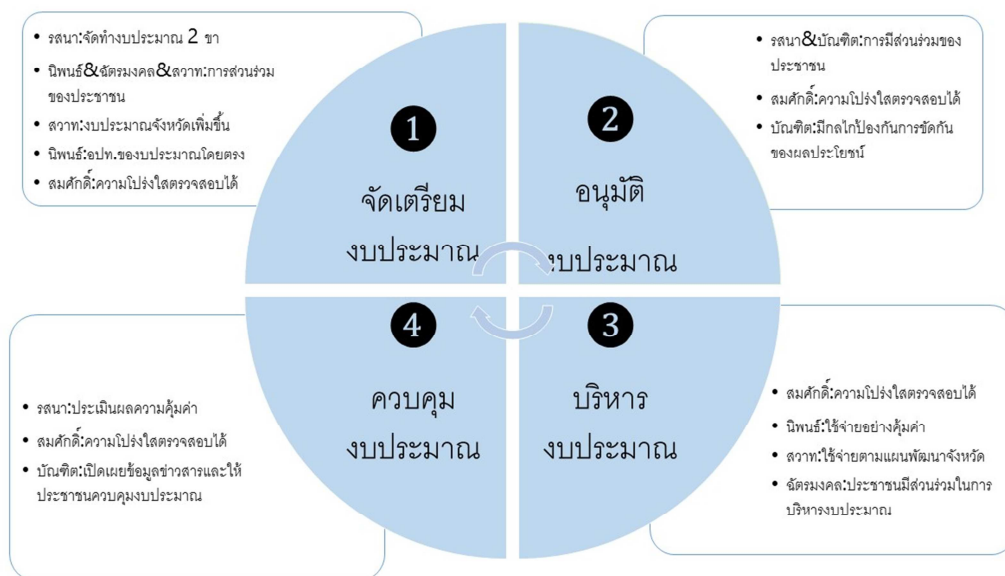 • รสนา:จัดทำงบประมาณ 2 ขา
• นิพนธ์&ฉัตรมงคล&สวาท:การส่วนร่วม
ของประชาชน
• สวาท:งบประมาณจังหวัดเพิ่มขึ้น
• นิพนธ์:อปท.ของบประมาณโดยตรง
• สมศักดิ์:ความโปร่งใสตรวจสอบได้
❶
จัดเตรียม
งบประมาณ
❷
อนุมัติ
งบประมาณ
• รสนา&บัณฑิต:การมีส่วนร่วมของ
ประชาชน
• สมศักดิ์:ความโปร่งใสตรวจสอบได้
• บัณฑิต:มีกลไกป้องกันการขัดกัน
ของผลประโยชน์
❸
บริหาร
งบประมาณ
• สมศักดิ์:ความโปร่งใสตรวจสอบได้
• นิพนธ์:ใช้จ่ายอย่างคุ้มค่า
• สวาท:ใช้จ่ายตามแผนพัฒนาจังหวัด
• ฉัตรมงคล:ประชาชนมีส่วนร่วมในการ
บริหารงบประมาณ
❹
ควบคุม
งบประมาณ
• รสนา:ประเมินผลความคุ้มค่า
• สมศักดิ์:ความโปร่งใสตรวจสอบได้
• บัณฑิต:เปิดเผยข้อมูลข่าวสารและให้
ประชาชนควบคุมงบประมาณ